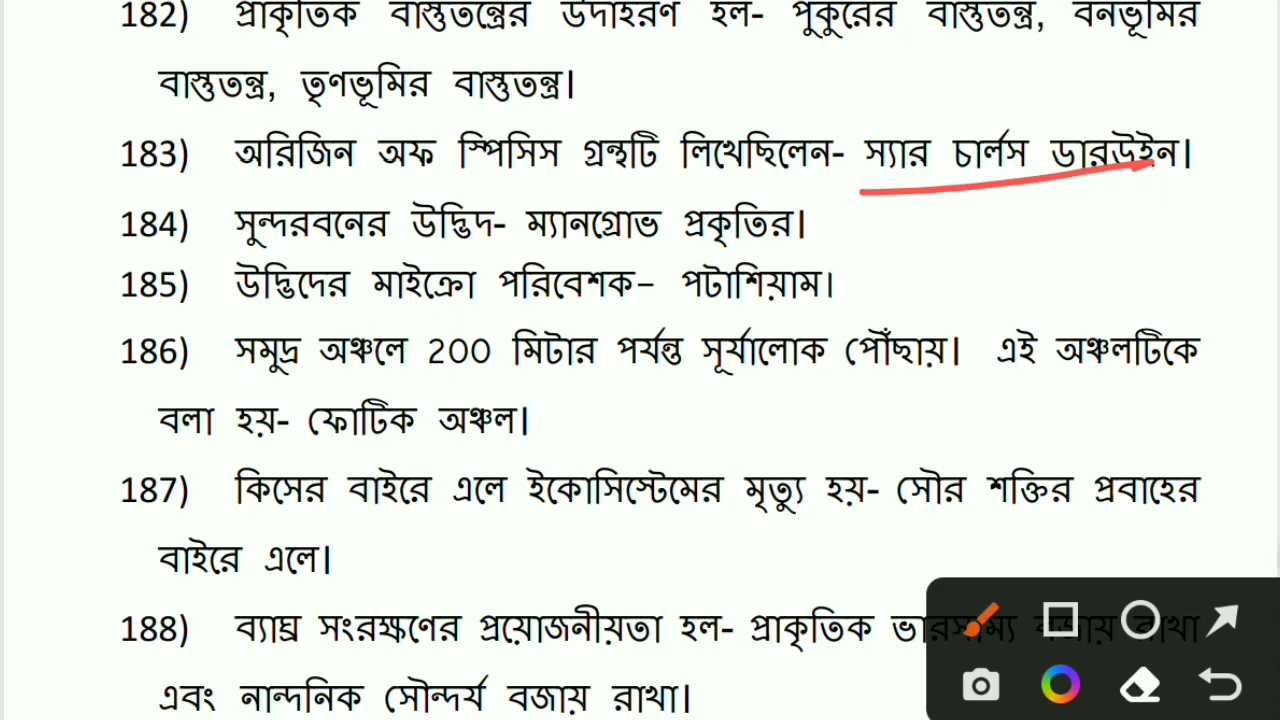 182) প্রাকৃতিক বাস্তুতন্ত্রের উদাহরণ হল- পুকুরের বাস্তুতন্ত্র, বনভূমির
বাস্তুতন্ত্র, তৃণভূমির বাস্তুতন্ত্র।
183) অরিজিন অফ স্পিসিস গ্রন্থটি লিখেছিলেন- স্যার চার্লস ডারউইন।
184) সুন্দরবনের উদ্ভিদ- ম্যানগ্রোভ প্রকৃতির।
185) উদ্ভিদের মাইক্রো পরিবেশক– পটাশিয়াম।
186) সমুদ্র অঞ্চলে 200 মিটার পর্যন্ত সূর্যালোক পৌঁছায়। এই অঞ্চলটিকে
বলা হয়- ফোটিক অঞ্চল।
187) কিসের বাইরে এলে ইকোসিস্টেমের মৃত্যু হয়- সৌর শক্তির প্রবাহের
বাইরে এলে।
188) ব্যাঘ্র সংরক্ষণের প্রয়োজনীয়তা হল- প্রাকৃতিক ভারসাম্য বজায় রাখা
এবং নান্দনিক সৌন্দর্য বজায় রাখা।